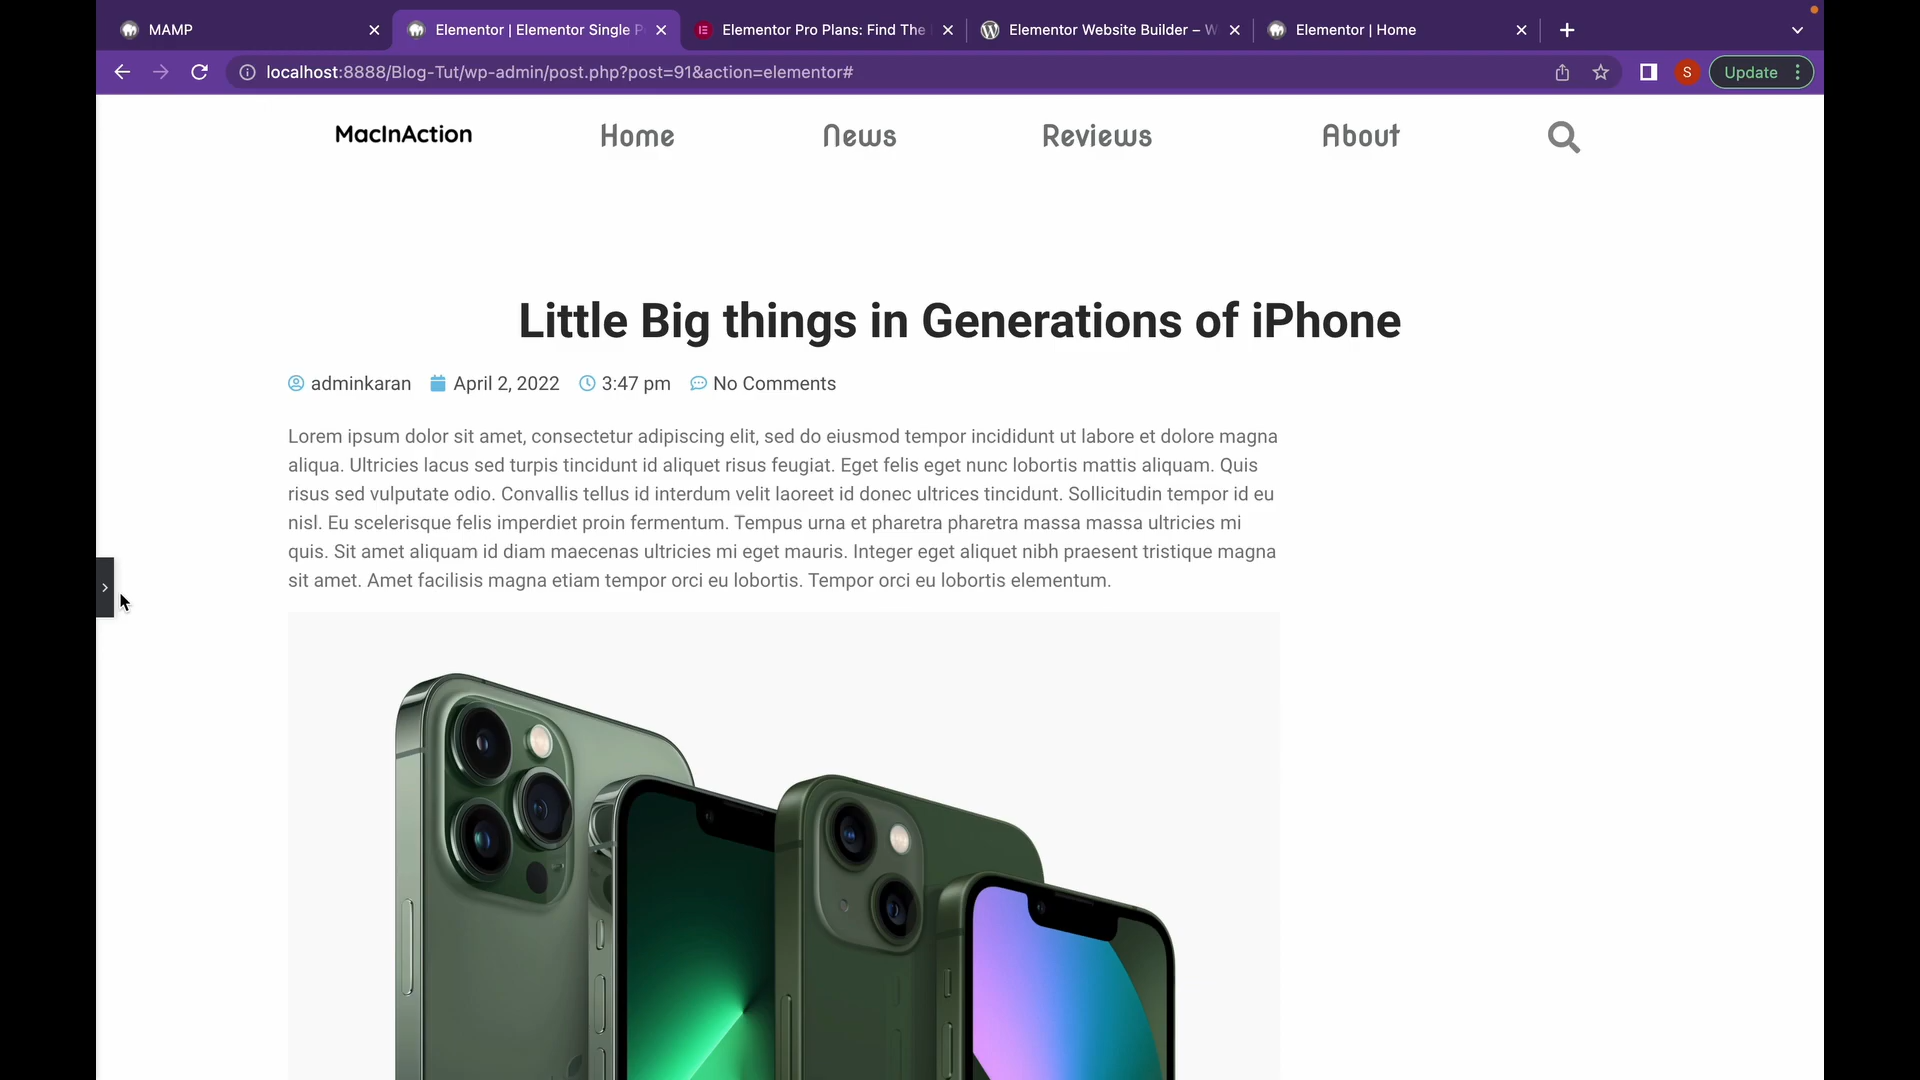 MAMP
Elementor | Elementor Single P
Elementor Pro Plans: Find The
Elementor Website Builder – W
Elementor | Home
localhost:8888/Blog-Tut/wp-admin/post.php?post=91&action=elementor#
S
Update
MacInAction
Home
News
Reviews
About
Little Big things in Generations of iPhone
adminkaran April 2, 2022 3:47 pm No Comments
Lorem ipsum dolor sit amet, consectetur adipiscing elit, sed do eiusmod tempor incididunt ut labore et dolore magna
aliqua. Ultricies lacus sed turpis tincidunt id aliquet risus feugiat. Eget felis eget nunc lobortis mattis aliquam. Quis
risus sed vulputate odio. Convallis tellus id interdum velit laoreet id donec ultrices tincidunt. Sollicitudin tempor id eu
nisl. Eu scelerisque felis imperdiet proin fermentum. Tempus urna et pharetra pharetra massa massa ultricies mi
quis. Sit amet aliquam id diam maecenas ultricies mi eget mauris. Integer eget aliquet nibh praesent tristique magna
sit amet. Amet facilisis magna etiam tempor orci eu lobortis. Tempor orci eu lobortis elementum.